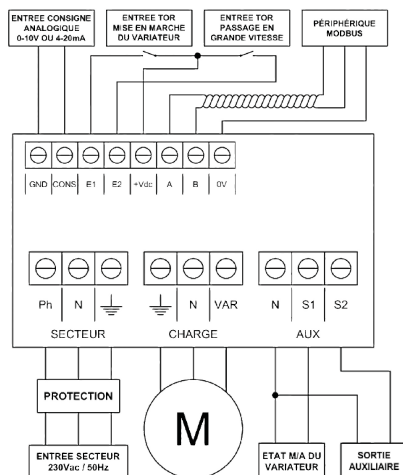 ENTREE CONSIGNE
ANALOGIQUE
0-10V OU 4-20mA
ENTREE TOR
MISE EN MARCHE
DU VARIATEUR
ENTREE TOR
PASSAGE EN
GRANDE VITESSE
PÉRIPHÉRIQUE
MODBUS
GND CONS E1 E2 +Vdc A B 0V
Ph N N VAR N S1 S2
SECTEUR CHARGE AUX
PROTECTION
M
ENTREE SECTEUR
230Vac / 50Hz
ETAT M/A DU
VARIATEUR
SORTIE
AUXILIAIRE